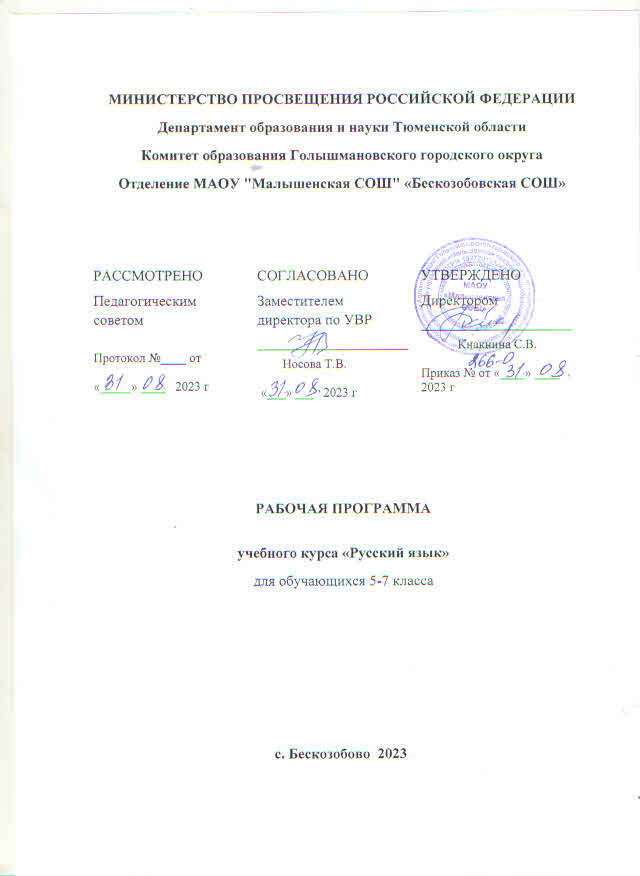 МИНИСТЕРСТВО ПРОСВЕЩЕНИЯ РОССИЙСКОЙ ФЕДЕРАЦИИ
Департамент образования и науки Тюменской области
Комитет образования Голышмановского городского округа
Отделение МАОУ "Малышенская СОШ" «Бескозобовская СОШ»
РАССМОТРЕНО
Педагогическим
советом
Протокол №____ от
«31» 08 2023 г
СОГЛАСОВАНО
Заместителем
директора по УВР
Носова Т.В.
«31» 08. 2023 г
УТВЕРЖДЕНО
Директором
МАОУ
Кнакнина С.В.
266-О
Приказ № от «31» 08.
2023 г
РАБОЧАЯ ПРОГРАММА
учебного курса «Русский язык»
для обучающихся 5-7 класса
с. Бескозобово 2023